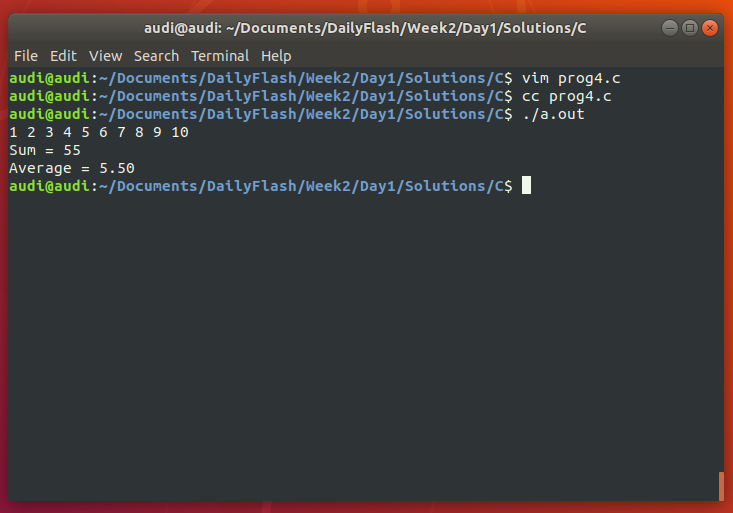 audi@audi: ~/Documents/DailyFlash/Week2/Day1/Solutions/C
File Edit View Search Terminal Help
audi@audi:~/Documents/DailyFlash/Week2/Day1/Solutions/C$ vim prog4.c
audi@audi:~/Documents/DailyFlash/Week2/Day1/Solutions/C$ cc prog4.c
audi@audi:~/Documents/DailyFlash/Week2/Day1/Solutions/C$ ./a.out
1 2 3 4 5 6 7 8 9 10
Sum = 55
Average = 5.50
audi@audi:~/Documents/DailyFlash/Week2/Day1/Solutions/C$